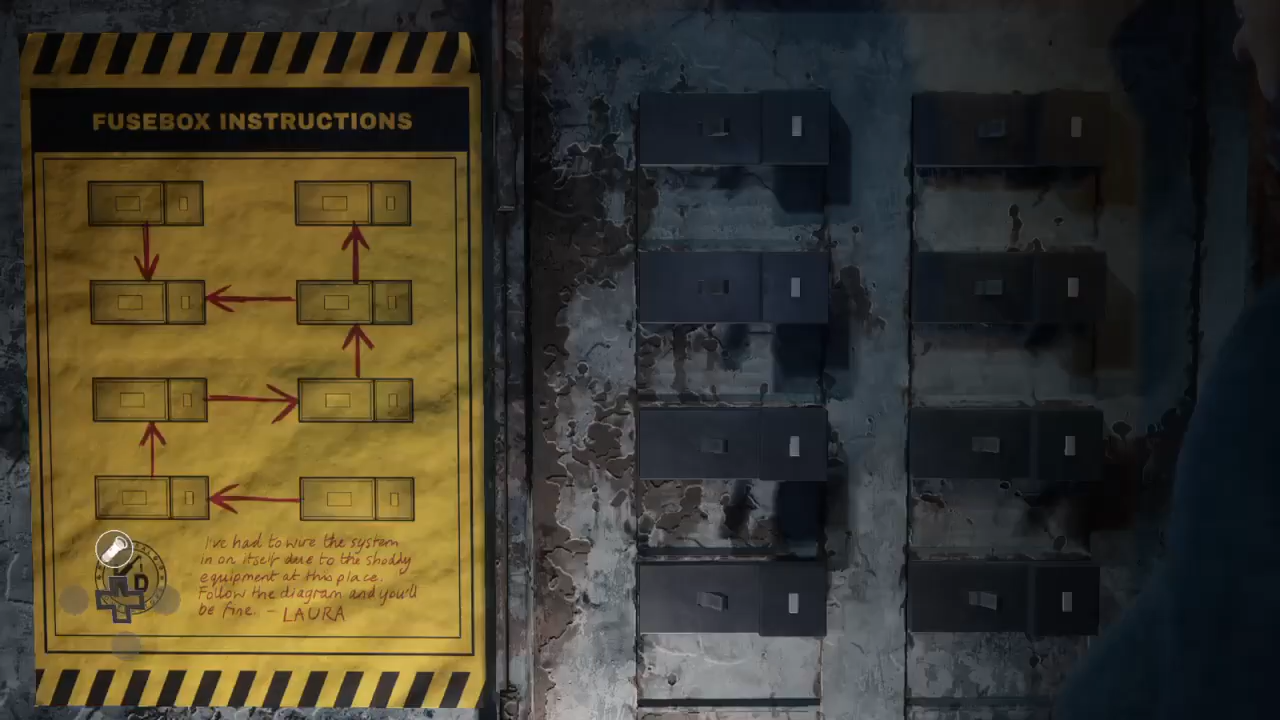 FUSEBOX INSTRUCTIONS
I've had to wire the system
in on itself due to the shoddy
equipment at this place.
Follow the diagram and you'll
be fine. - LAURA